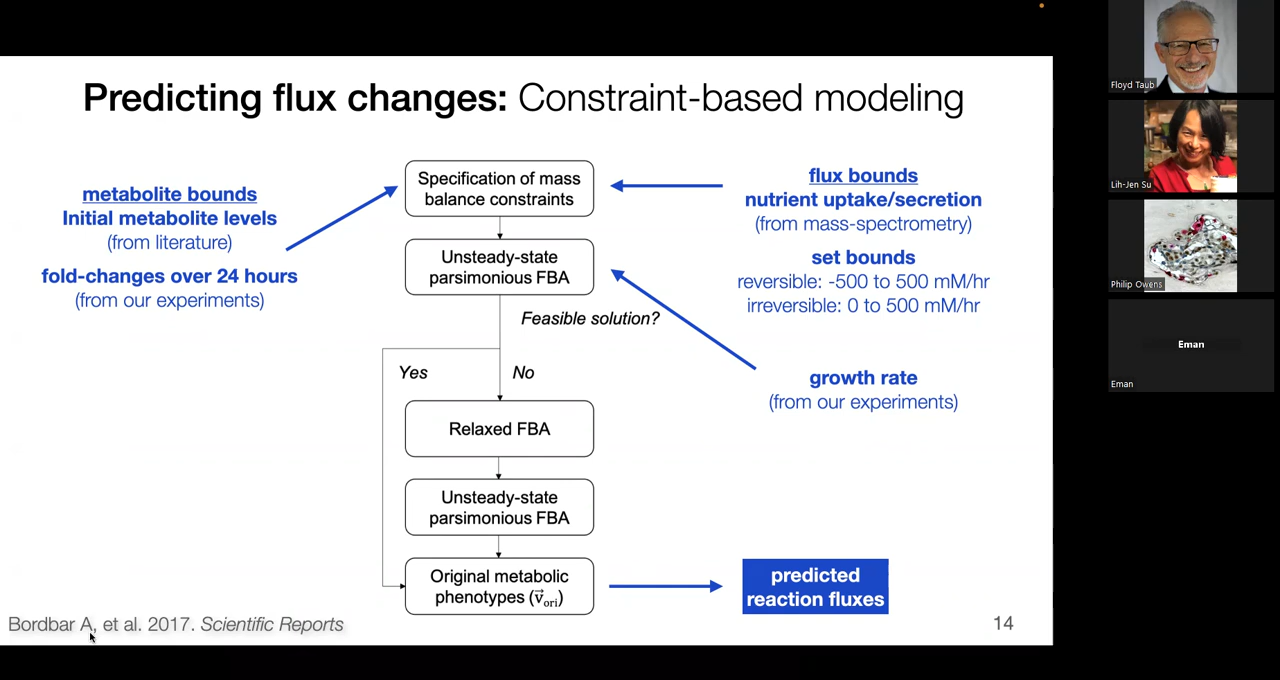 Predicting flux changes: Constraint-based modeling
metabolite bounds
Initial metabolite levels
(from literature)
fold-changes over 24 hours
(from our experiments)
Specification of mass
balance constraints
Unsteady-state
parsimonious FBA
Feasible solution?
Yes
No
Relaxed FBA
Unsteady-state
parsimonious FBA
Original metabolic
phenotypes (v⃗ori)
flux bounds
nutrient uptake/secretion
(from mass-spectrometry)
set bounds
reversible: -500 to 500 mM/hr
irreversible: 0 to 500 mM/hr
growth rate
(from our experiments)
predicted
reaction fluxes
Bordbar A, et al. 2017. Scientific Reports
14
Floyd Taub
Lih-Jen Su
Philip Owens
Eman
Eman